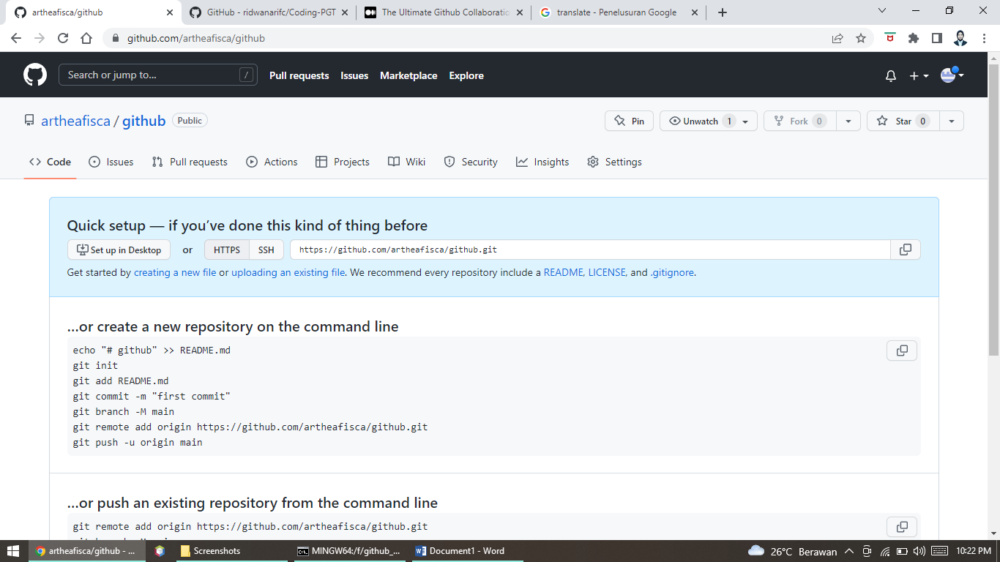 artheafisca/github
GitHub - ridwanarifc/Coding-PGT
The Ultimate Github Collaboratio
translate - Penelusuran Google
github.com/artheafisca/github
Search or jump to...
/
Pull requests
Issues
Marketplace
Explore
artheafisca / github
Public
Pin
Unwatch 1
Fork 0
Star 0
Code
Issues
Pull requests
Actions
Projects
Wiki
Security
Insights
Settings
Quick setup — if you’ve done this kind of thing before
Set up in Desktop
or
HTTPS
SSH
https://github.com/artheafisca/github.git
Get started by creating a new file or uploading an existing file. We recommend every repository include a README, LICENSE, and .gitignore.
…or create a new repository on the command line
echo "# github" >> README.md
git init
git add README.md
git commit -m "first commit"
git branch -M main
git remote add origin https://github.com/artheafisca/github.git
git push -u origin main
…or push an existing repository from the command line
git remote add origin https://github.com/artheafisca/github.git
artheafisca/github - ...
Screenshots
MINGW64:/f/github_...
Document1 - Word
26°C Berawan
10:22 PM